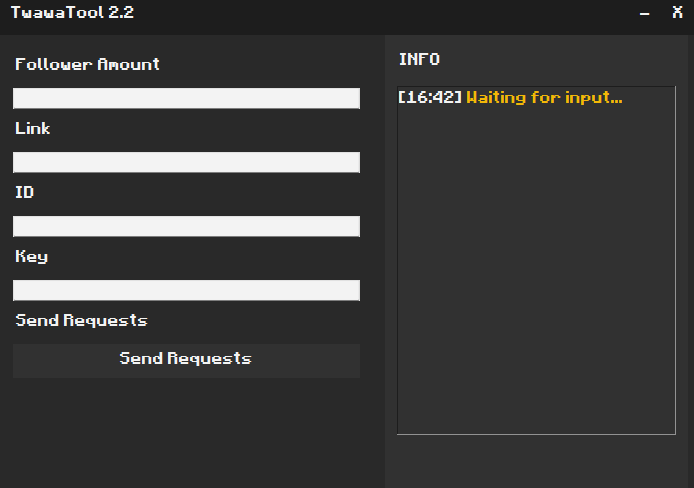 TwawaTool 2.2
– X
Follower Amount
Link
ID
Key
Send Requests
Send Requests
INFO
[16:42] Waiting for input...